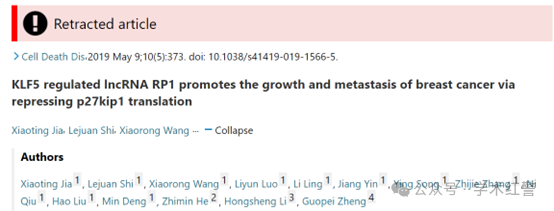 Retracted article
Cell Death Dis. 2019 May 9;10(5):373. doi: 10.1038/s41419-019-1566-5.
KLF5 regulated lncRNA RP1 promotes the growth and metastasis of breast cancer via
repressing p27kip1 translation
Xiaoting Jia, Lejuan Shi, Xiaorong Wang ... − Collapse
Authors
Xiaoting Jia 1, Lejuan Shi 1, Xiaorong Wang 1, Liyun Luo 1, Li Ling 1, Jiang Yin 1, Ying Song 1, Zhijie Zhang 1, Ni
Qiu 1, Hao Liu 1, Min Deng 1, Zhimin He 2, Hongsheng Li 3, Guopei Zheng 4
公众号 · 学术红雪